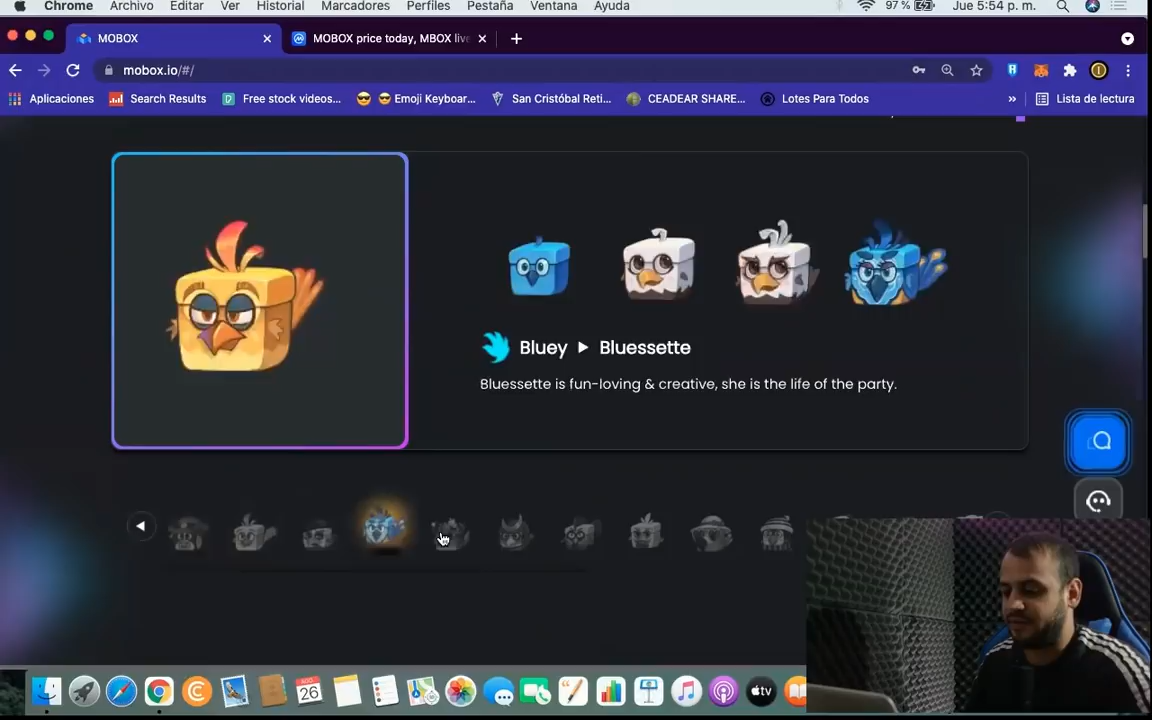 Chrome Archivo Editar Ver Historial Marcadores Perfiles Pestaña Ventana Ayuda 97 % Jue 5:54 p. m.
MOBOX MOBOX price today, MBOX live
mobox.io/#/
Aplicaciones Search Results Free stock videos... Emoji Keyboar... San Cristóbal Reti... CEADEAR SHARE... Lotes Para Todos » Lista de lectura
Bluey Bluessette
Bluessette is fun-loving & creative, she is the life of the party.
AGO
26
tv